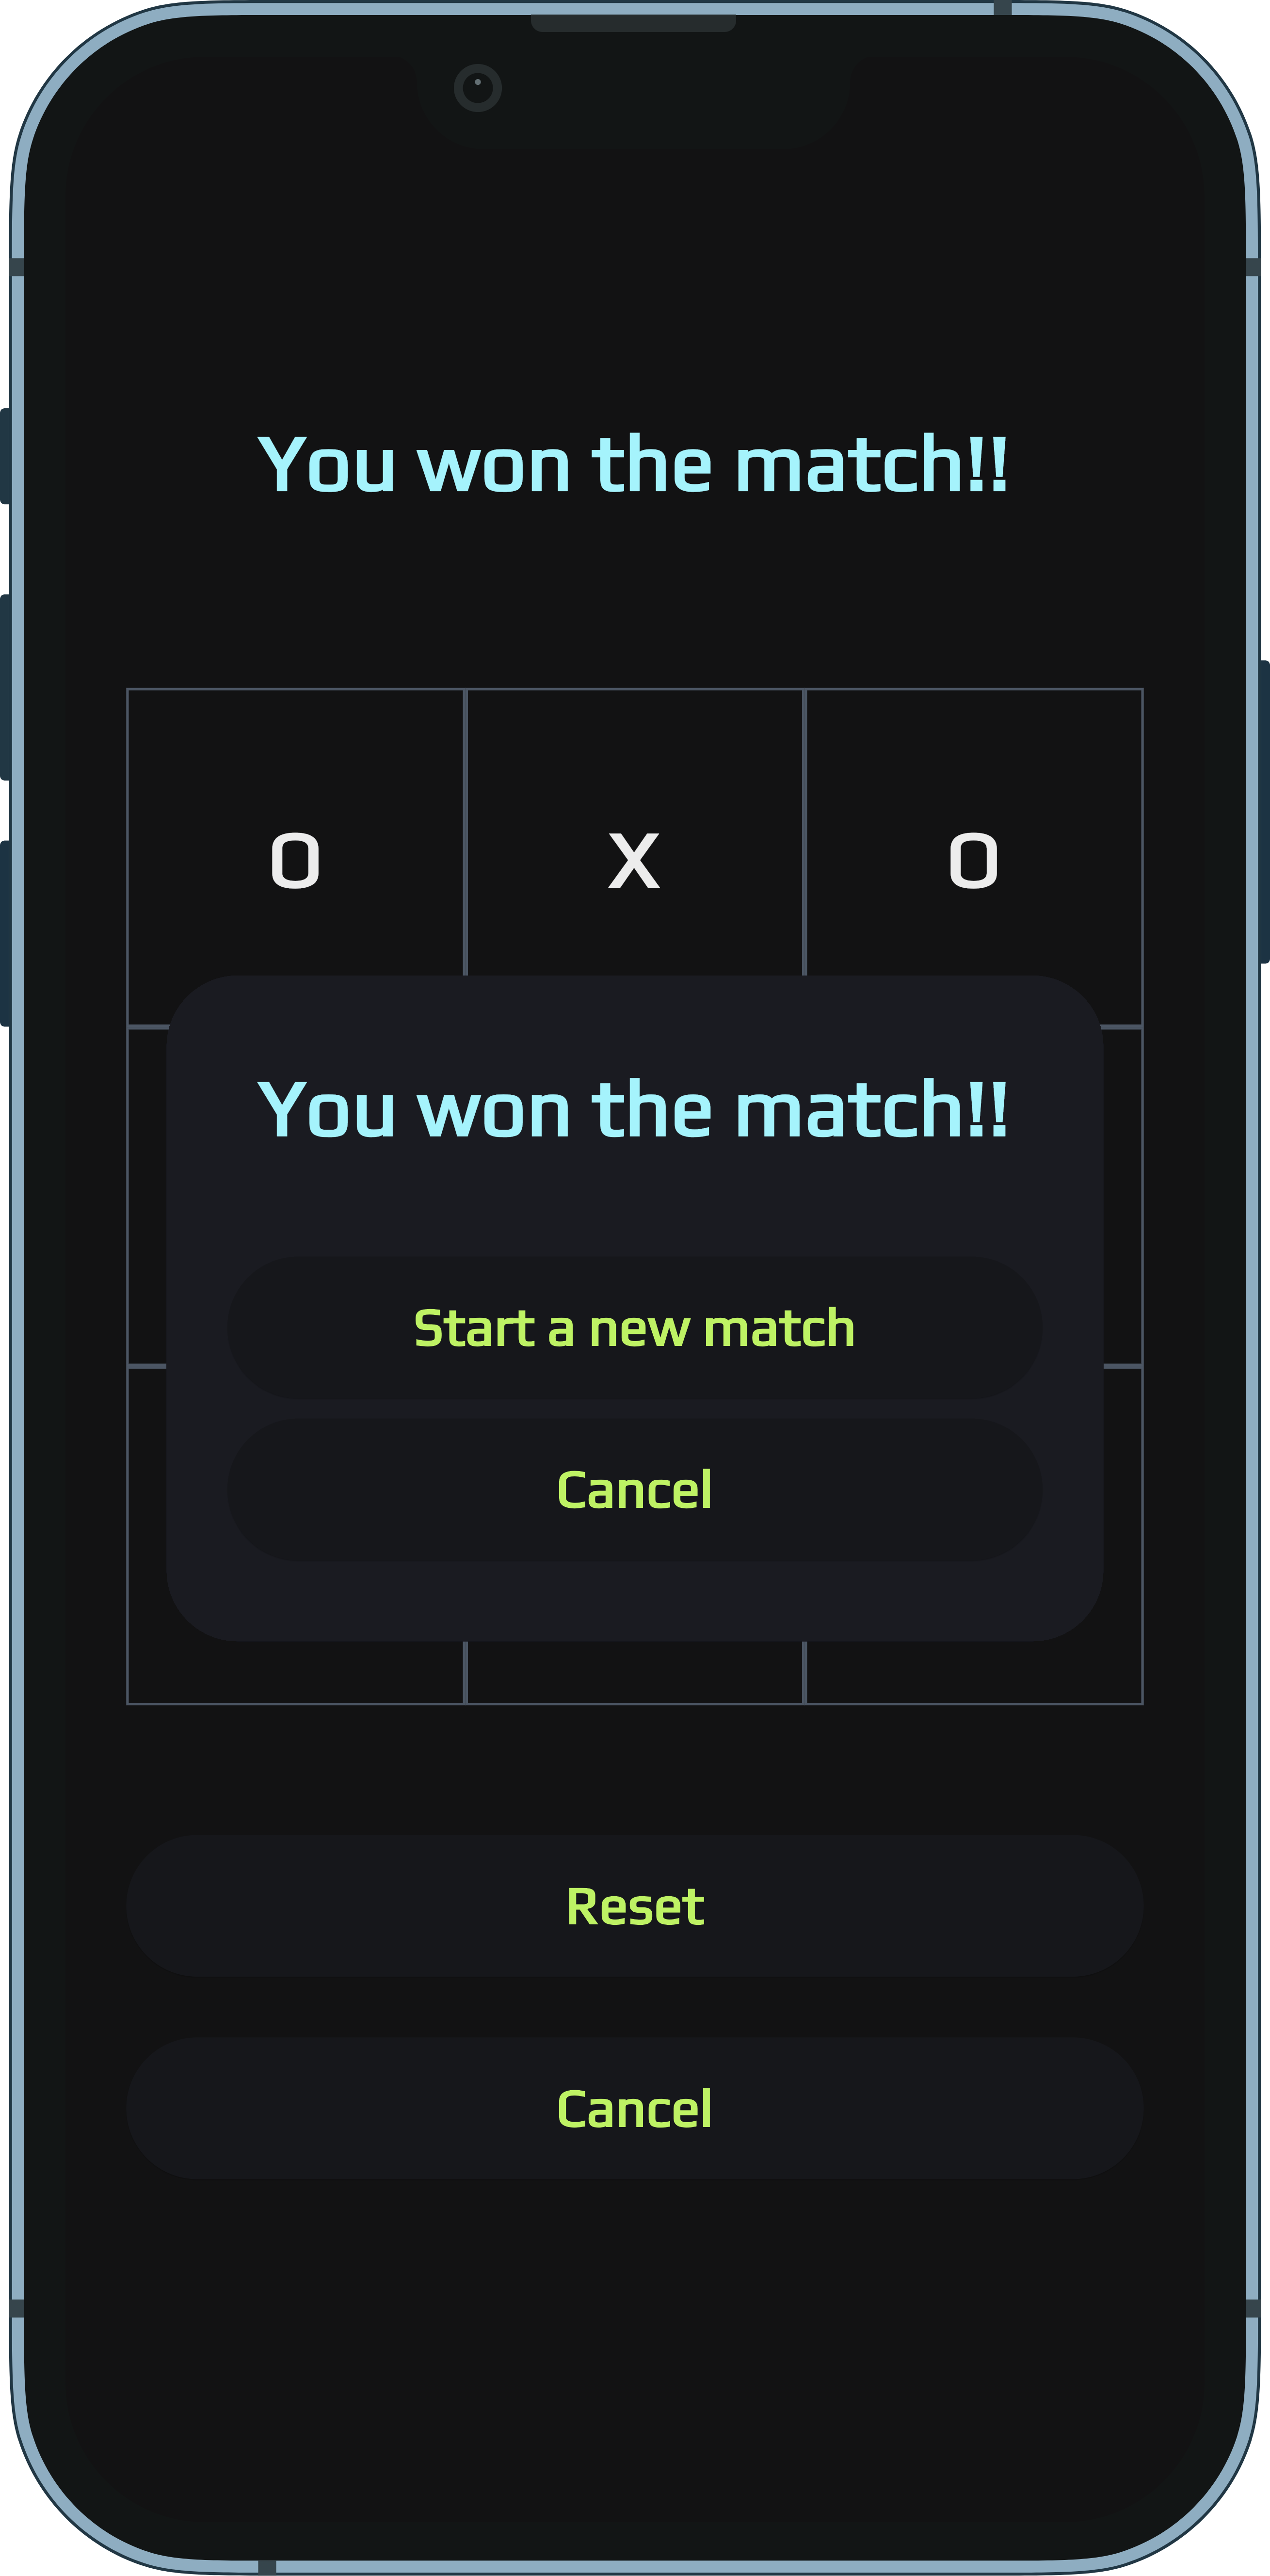 You won the match!!
O X O
You won the match!!
Start a new match
Cancel
Reset
Cancel